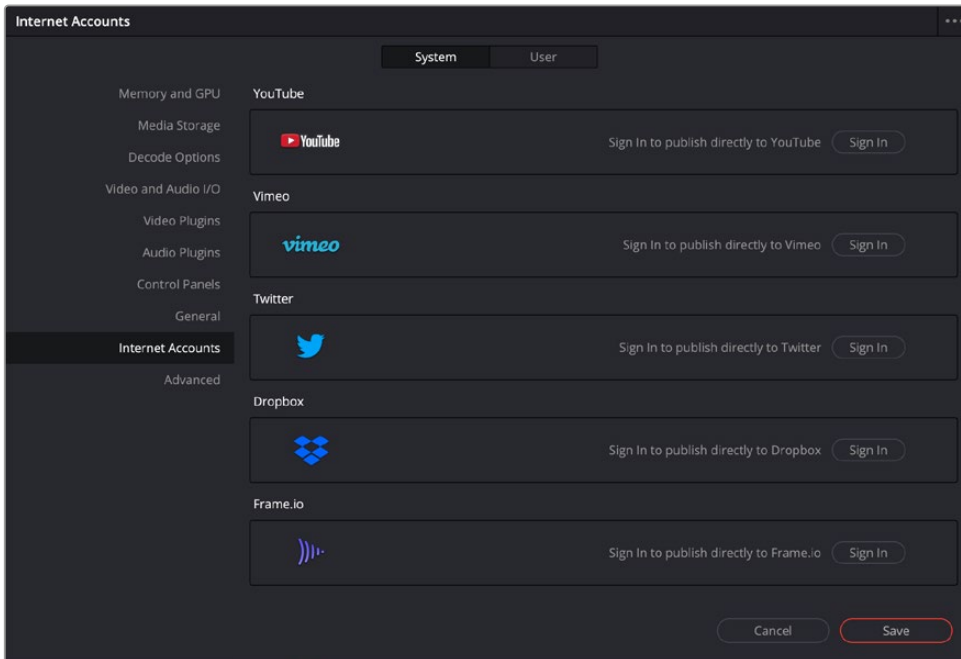 Internet Accounts
System User
Memory and GPU
Media Storage
Decode Options
Video and Audio I/O
Video Plugins
Audio Plugins
Control Panels
General
Internet Accounts
Advanced
YouTube
YouTube Sign In to publish directly to YouTube Sign In
Vimeo
vimeo Sign In to publish directly to Vimeo Sign In
Twitter
Sign In to publish directly to Twitter Sign In
Dropbox
Sign In to publish directly to Dropbox Sign In
Frame.io
Sign In to publish directly to Frame.io Sign In
Cancel Save